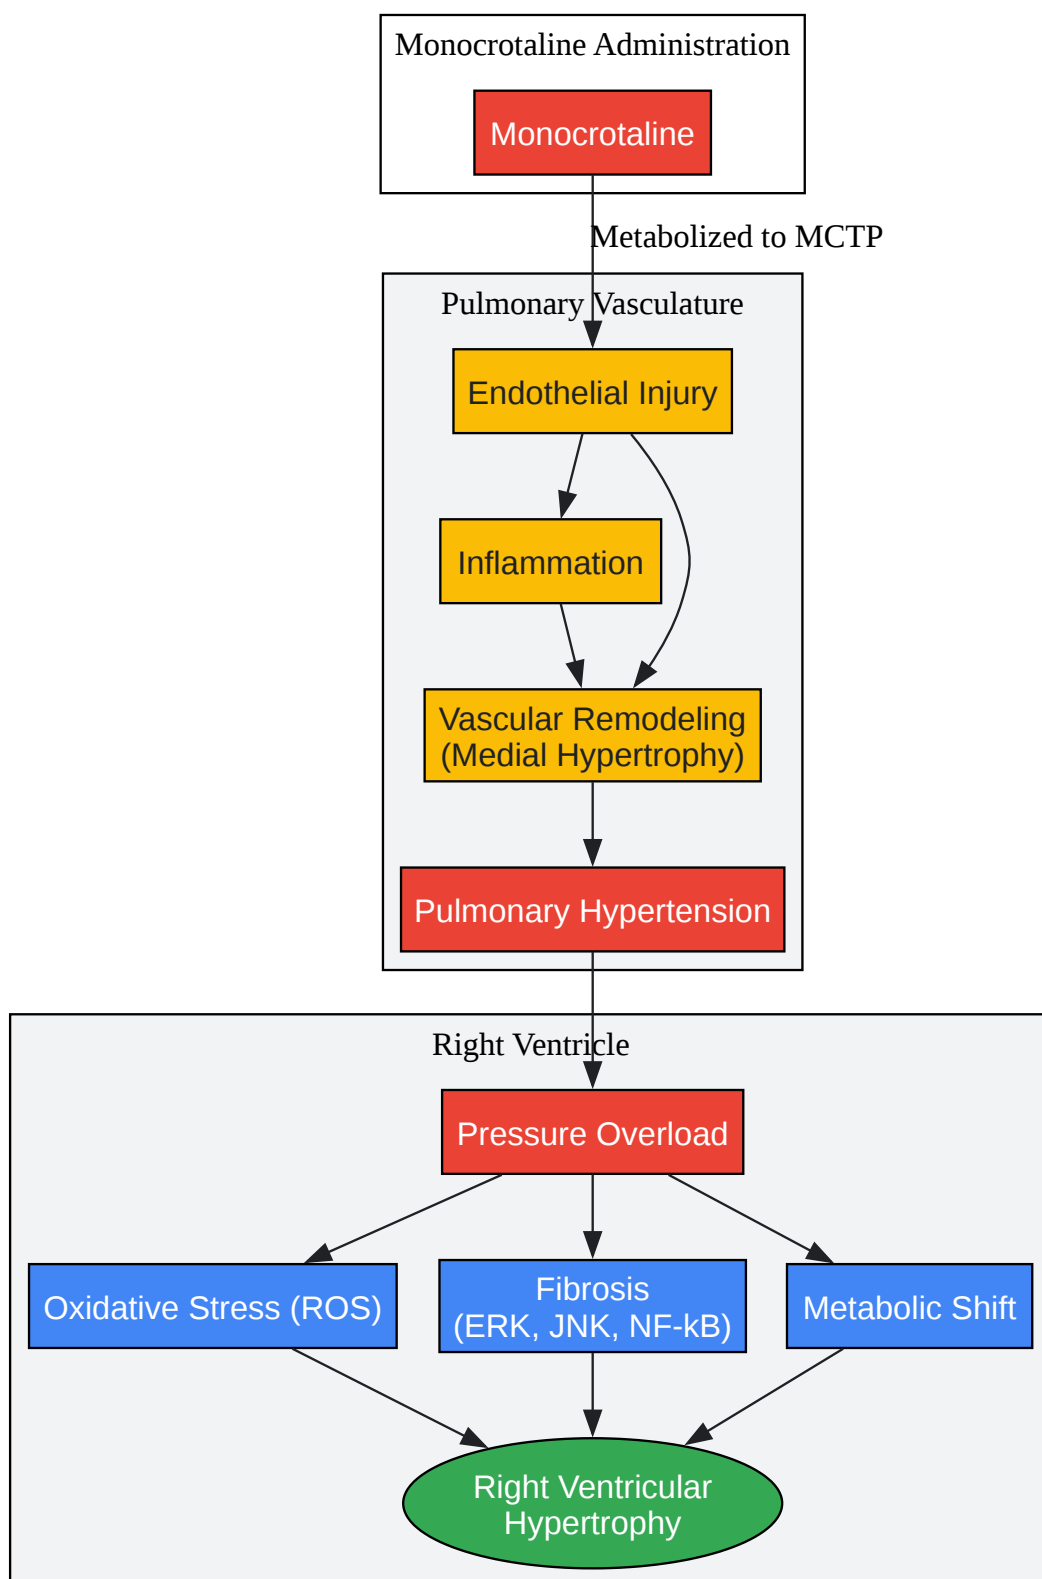 Monocrotaline Administration
Monocrotaline
Metabolized to MCTP
Pulmonary Vasculature
Endothelial Injury
Inflammation
Vascular Remodeling
(Medial Hypertrophy)
Pulmonary Hypertension
Right Ventricle
Pressure Overload
Oxidative Stress (ROS)
Fibrosis
(ERK, JNK, NF-kB)
Metabolic Shift
Right Ventricular
Hypertrophy